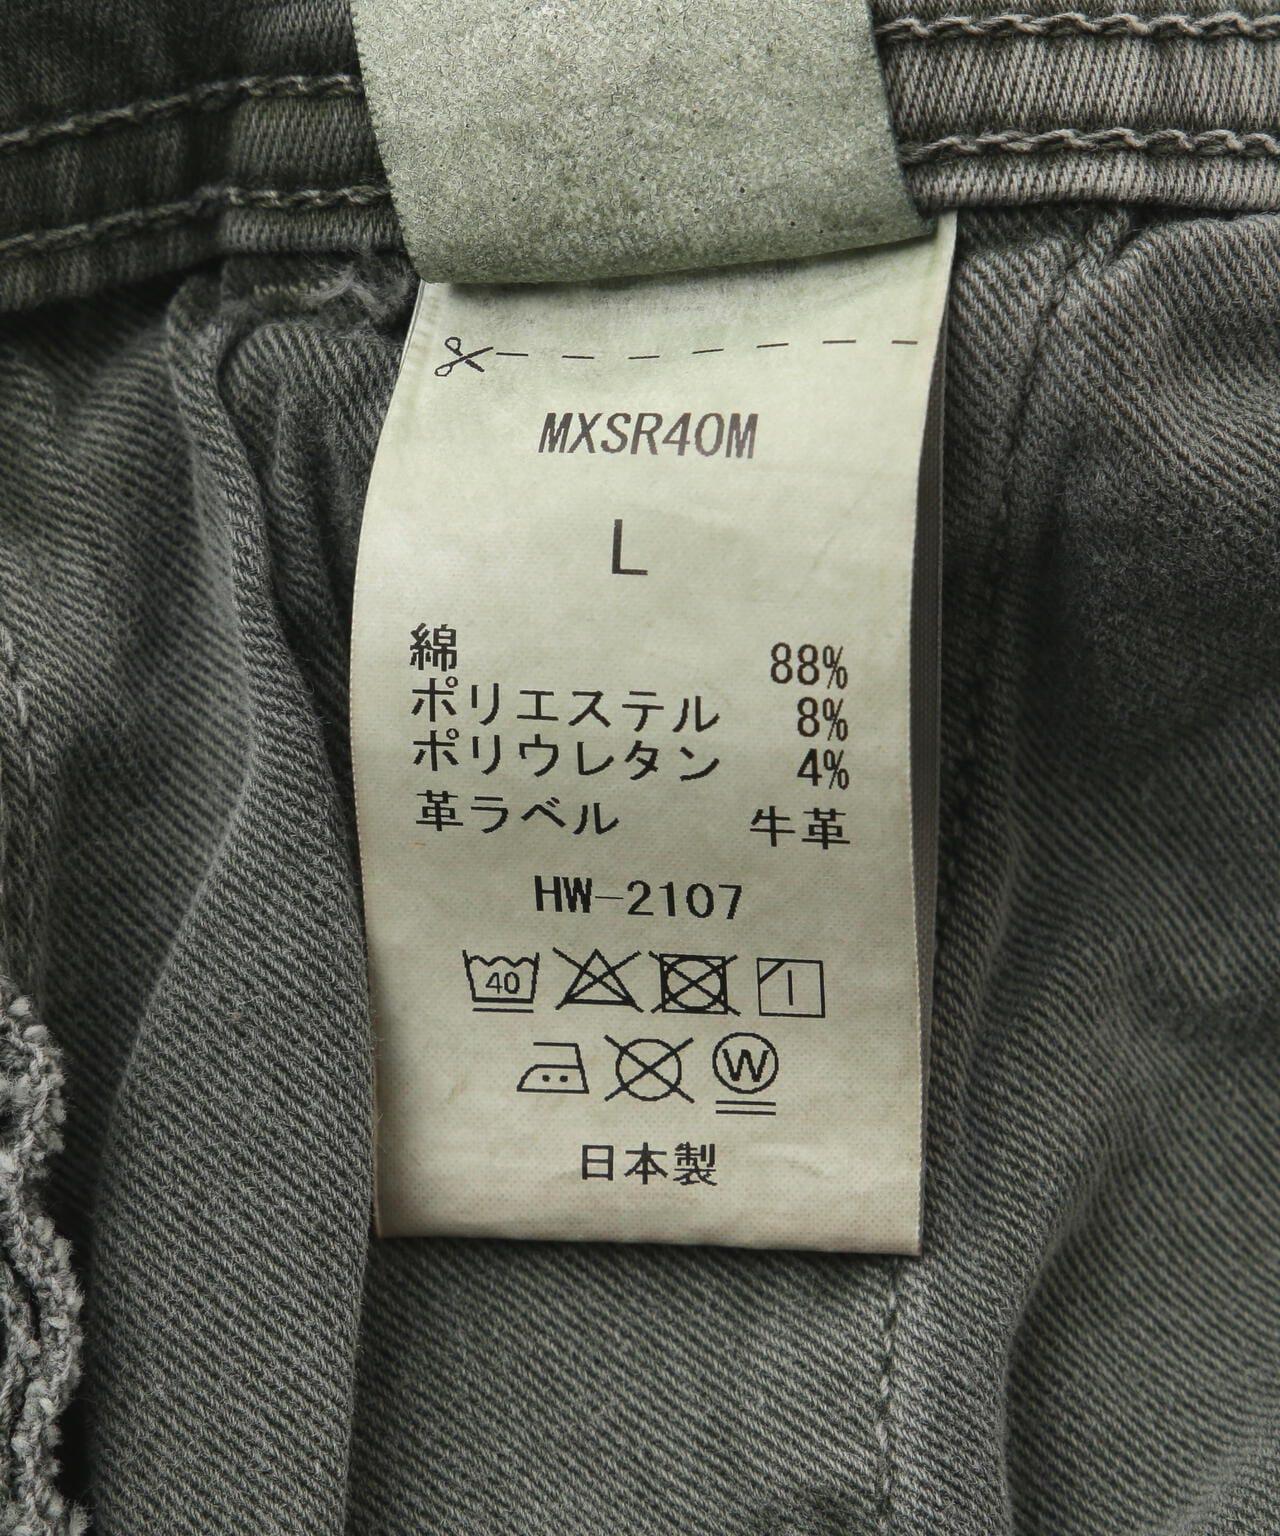 MXSR40M
L
綿 88%
ポリエステル 8%
ポリウレタン 4%
革ラベル 牛革
HW-2107
40
W
日本製